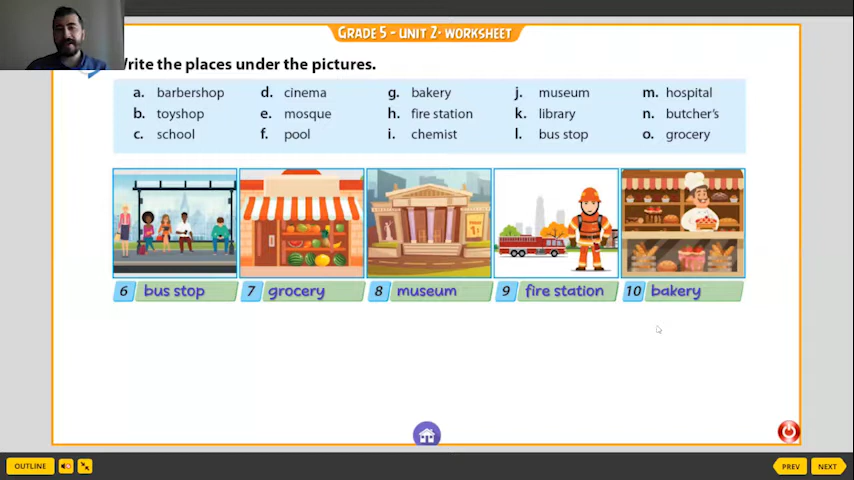 GRADE 5 - UNIT 2- WORKSHEET
rite the places under the pictures.
a. barbershop d. cinema g. bakery j. museum m. hospital
b. toyshop e. mosque h. fire station k. library n. butcher's
c. school f. pool i. chemist l. bus stop o. grocery
6 bus stop 7 grocery 8 museum 9 fire station 10 bakery
OUTLINE PREV NEXT